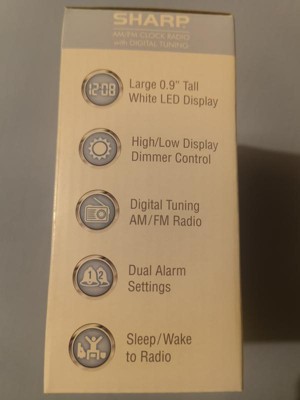 SHARP
AM/FM CLOCK RADIO
with DIGITAL TUNING
12:08
Large 0.9" Tall
White LED Display
High/Low Display
Dimmer Control
Digital Tuning
AM/FM Radio
1 2
Dual Alarm
Settings
Sleep/Wake
to Radio